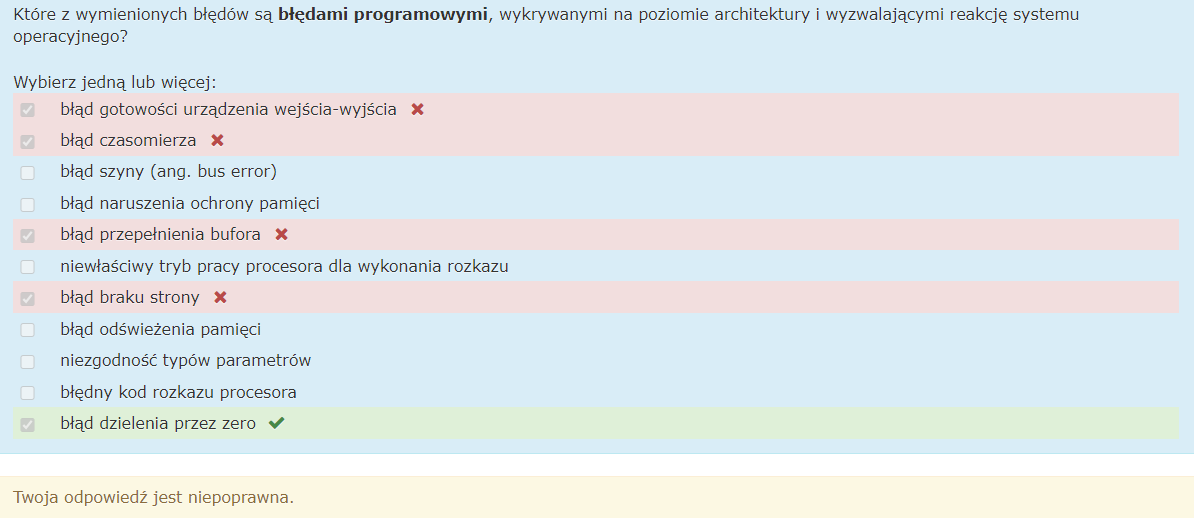 Które z wymienionych błędów są błędami programowymi, wykrywanymi na poziomie architektury i wyzwalającymi reakcję systemu
operacyjnego?
Wybierz jedną lub więcej:
błąd gotowości urządzenia wejścia-wyjścia
błąd czasomierza
błąd szyny (ang. bus error)
błąd naruszenia ochrony pamięci
błąd przepełnienia bufora
niewłaściwy tryb pracy procesora dla wykonania rozkazu
błąd braku strony
błąd odświeżenia pamięci
niezgodność typów parametrów
błędny kod rozkazu procesora
błąd dzielenia przez zero
Twoja odpowiedź jest niepoprawna.